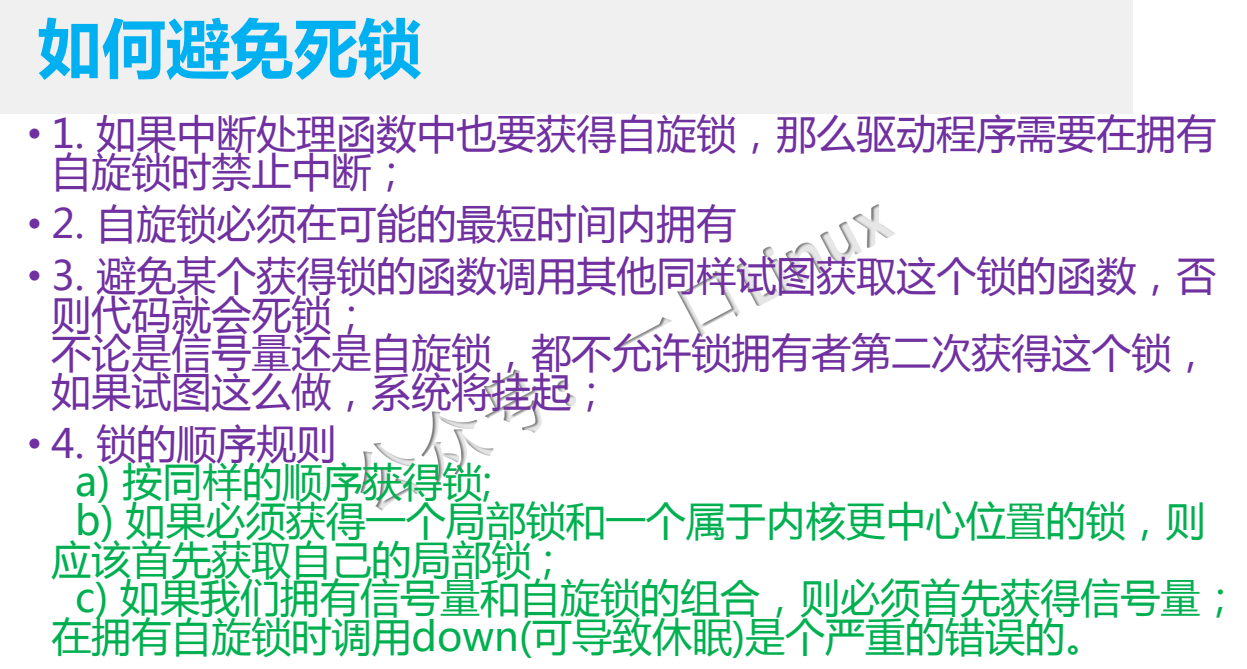 如何避免死锁
• 1. 如果中断处理函数中也要获得自旋锁，那么驱动程序需要在拥有
自旋锁时禁止中断；
• 2. 自旋锁必须在可能的最短时间内拥有
• 3. 避免某个获得锁的函数调用其他同样试图获取这个锁的函数，否
则代码就会死锁；
不论是信号量还是自旋锁，都不允许锁拥有者第二次获得这个锁，
如果试图这么做，系统将挂起；
• 4. 锁的顺序规则
a) 按同样的顺序获得锁;
b) 如果必须获得一个局部锁和一个属于内核更中心位置的锁，则
应该首先获取自己的局部锁；
c) 如果我们拥有信号量和自旋锁的组合，则必须首先获得信号量；
在拥有自旋锁时调用down(可导致休眠)是个严重的错误的。
公众号：一口Linux